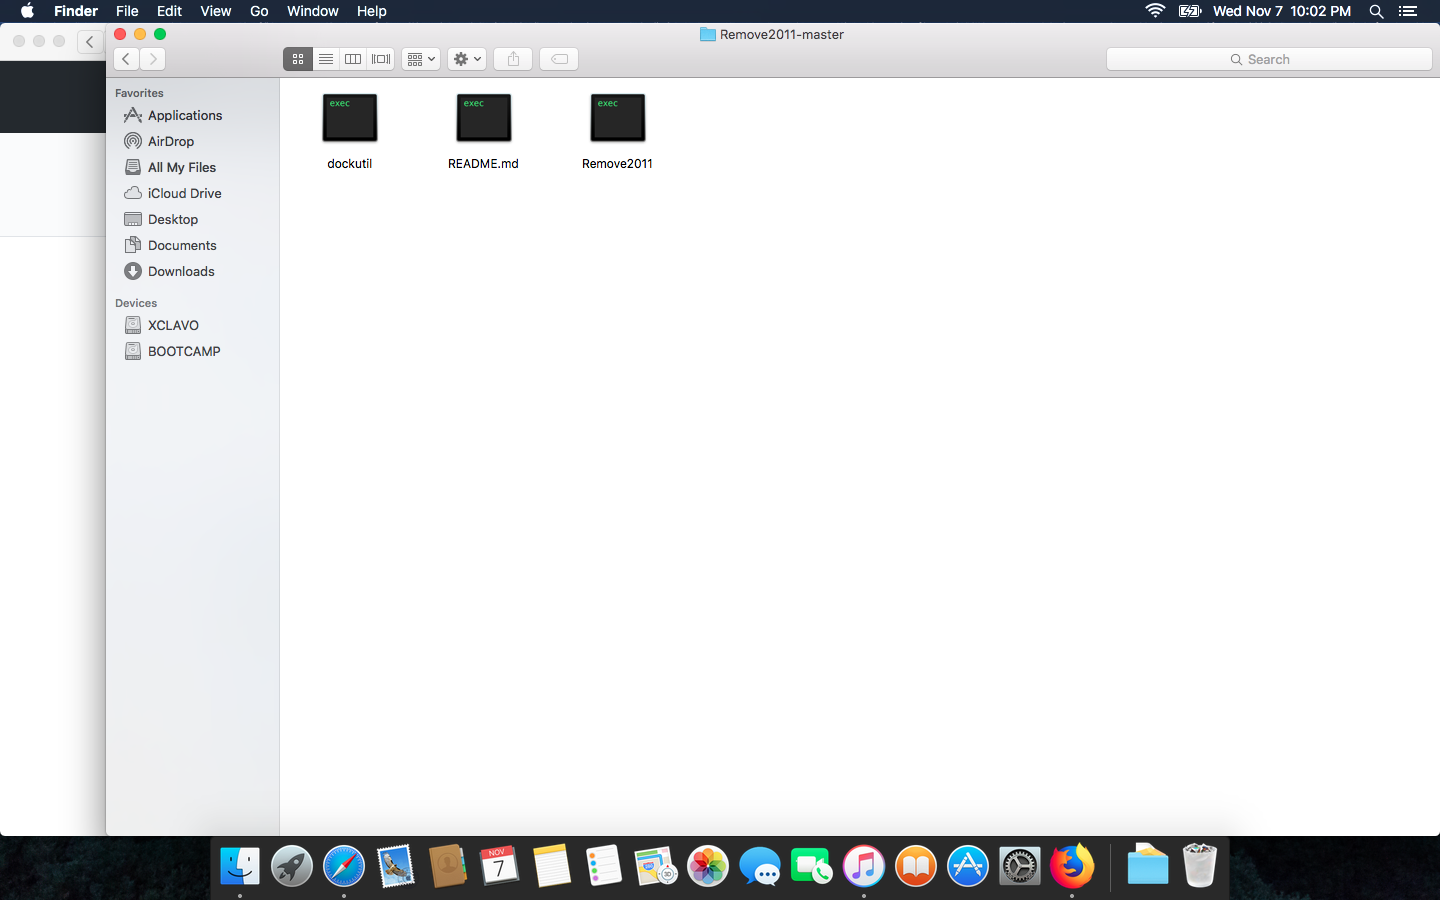 Finder File Edit View Go Window Help Wed Nov 7 10:02 PM
Remove2011-master
Search
Favorites
Applications
AirDrop
All My Files
iCloud Drive
Desktop
Documents
Downloads
Devices
XCLAVO
BOOTCAMP
exec exec exec
dockutil README.md Remove2011
NOV
7
280
3D